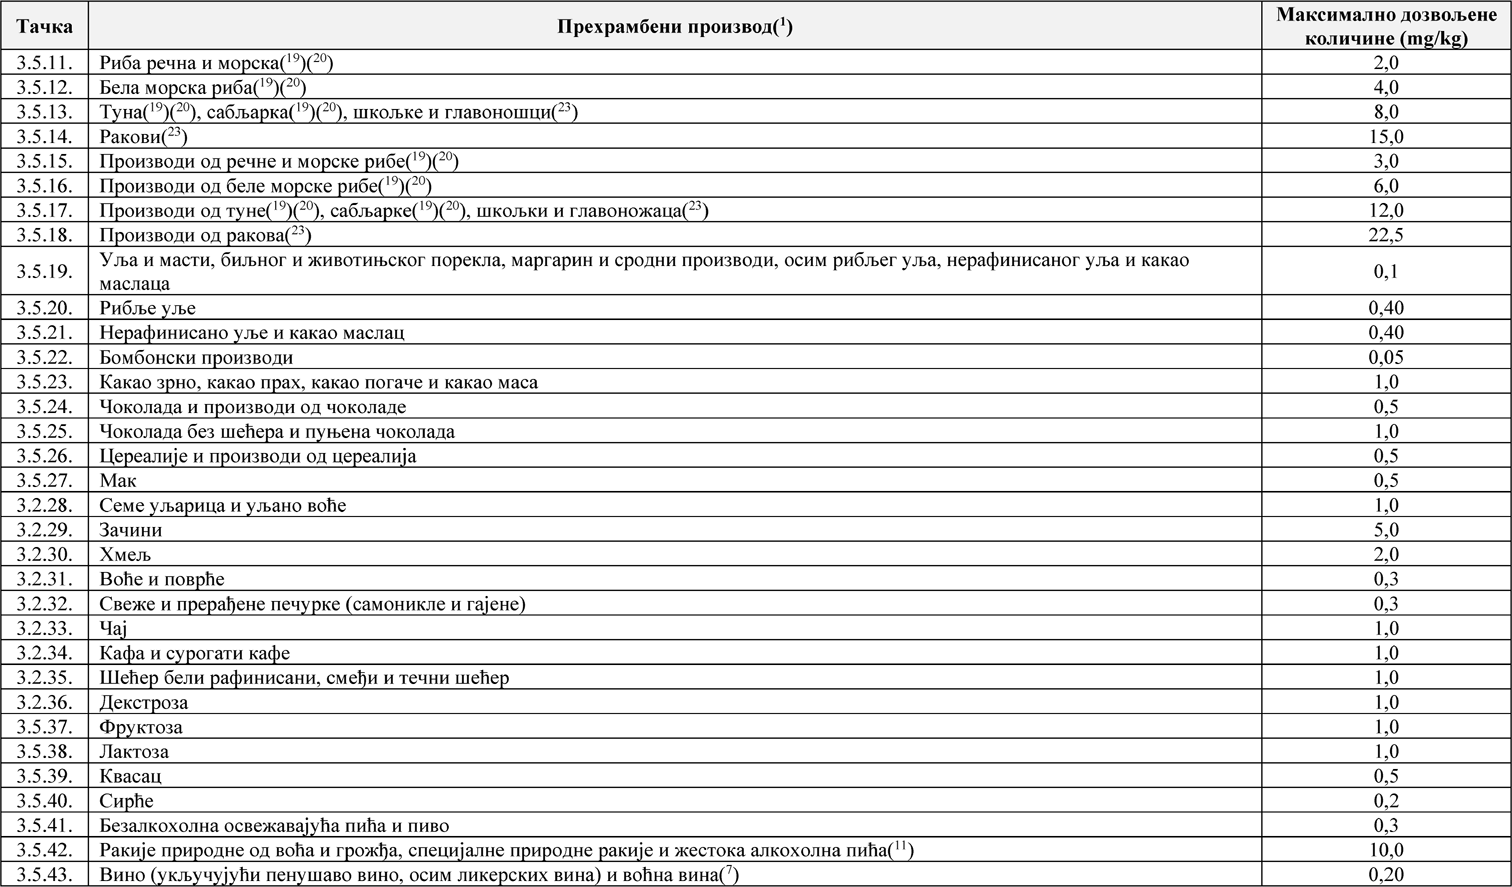 Тачка Прехрамбени производ(¹) Максимално дозвољене
количине (mg/kg)
3.5.11. Риба речна и морска(¹⁹)(²⁰) 2,0
3.5.12. Бела морска риба(¹⁹)(²⁰) 4,0
3.5.13. Туна(¹⁹)(²⁰), сабљарка(¹⁹)(²⁰), шкољке и главоношци(²³) 8,0
3.5.14. Ракови(²³) 15,0
3.5.15. Производи од речне и морске рибе(¹⁹)(²⁰) 3,0
3.5.16. Производи од беле морске рибе(¹⁹)(²⁰) 6,0
3.5.17. Производи од туне(¹⁹)(²⁰), сабљарке(¹⁹)(²⁰), шкољки и главоножаца(²³) 12,0
3.5.18. Производи од ракова(²³) 22,5
3.5.19. Уља и масти, биљног и животињског порекла, маргарин и сродни производи, осим рибљег уља, нерафинисаног уља и какао
маслаца 0,1
3.5.20. Рибље уље 0,40
3.5.21. Нерафинисано уље и какао маслац 0,40
3.5.22. Бомбонски производи 0,05
3.5.23. Какао зрно, какао прах, какао погаче и какао маса 1,0
3.5.24. Чоколада и производи од чоколаде 0,5
3.5.25. Чоколада без шећера и пуњена чоколада 1,0
3.5.26. Цереалије и производи од цереалија 0,5
3.5.27. Мак 0,5
3.2.28. Семе уљарица и уљано воће 1,0
3.2.29. Зачини 5,0
3.2.30. Хмељ 2,0
3.2.31. Воће и поврће 0,3
3.2.32. Свеже и прерађене печурке (самоникле и гајене) 0,3
3.2.33. Чај 1,0
3.2.34. Кафа и сурогати кафе 1,0
3.2.35. Шећер бели рафинисани, смеђи и течни шећер 1,0
3.2.36. Декстроза 1,0
3.5.37. Фруктоза 1,0
3.5.38. Лактоза 1,0
3.5.39. Квасац 0,5
3.5.40. Сирће 0,2
3.5.41. Безалкохолна освежавајућа пића и пиво 0,3
3.5.42. Ракије природне од воћа и грожђа, специјалне природне ракије и жестока алкохолна пића(¹¹) 10,0
3.5.43. Вино (укључујући пенушаво вино, осим ликерских вина) и воћна вина(⁷) 0,20